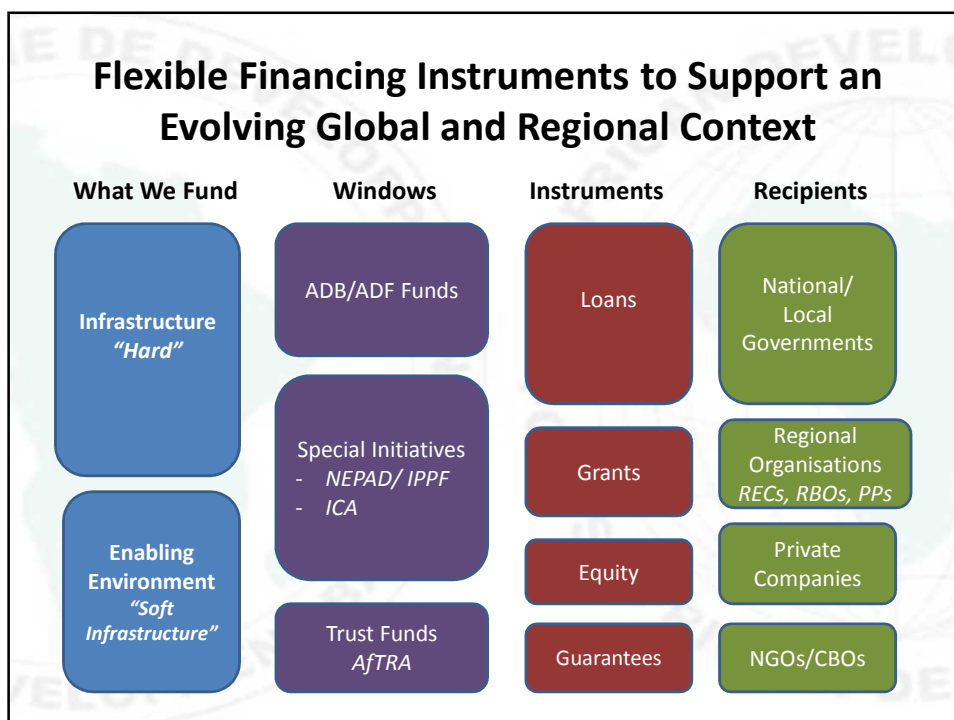 Flexible Financing Instruments to Support an
Evolving Global and Regional Context
What We Fund
Windows
Instruments
Recipients
Infrastructure
“Hard”
Enabling
Environment
“Soft
Infrastructure”
ADB/ADF Funds
Special Initiatives
- NEPAD/ IPPF
- ICA
Trust Funds
AfTRA
Loans
Grants
Equity
Guarantees
National/
Local
Governments
Regional
Organisations
RECs, RBOs, PPs
Private
Companies
NGOs/CBOs